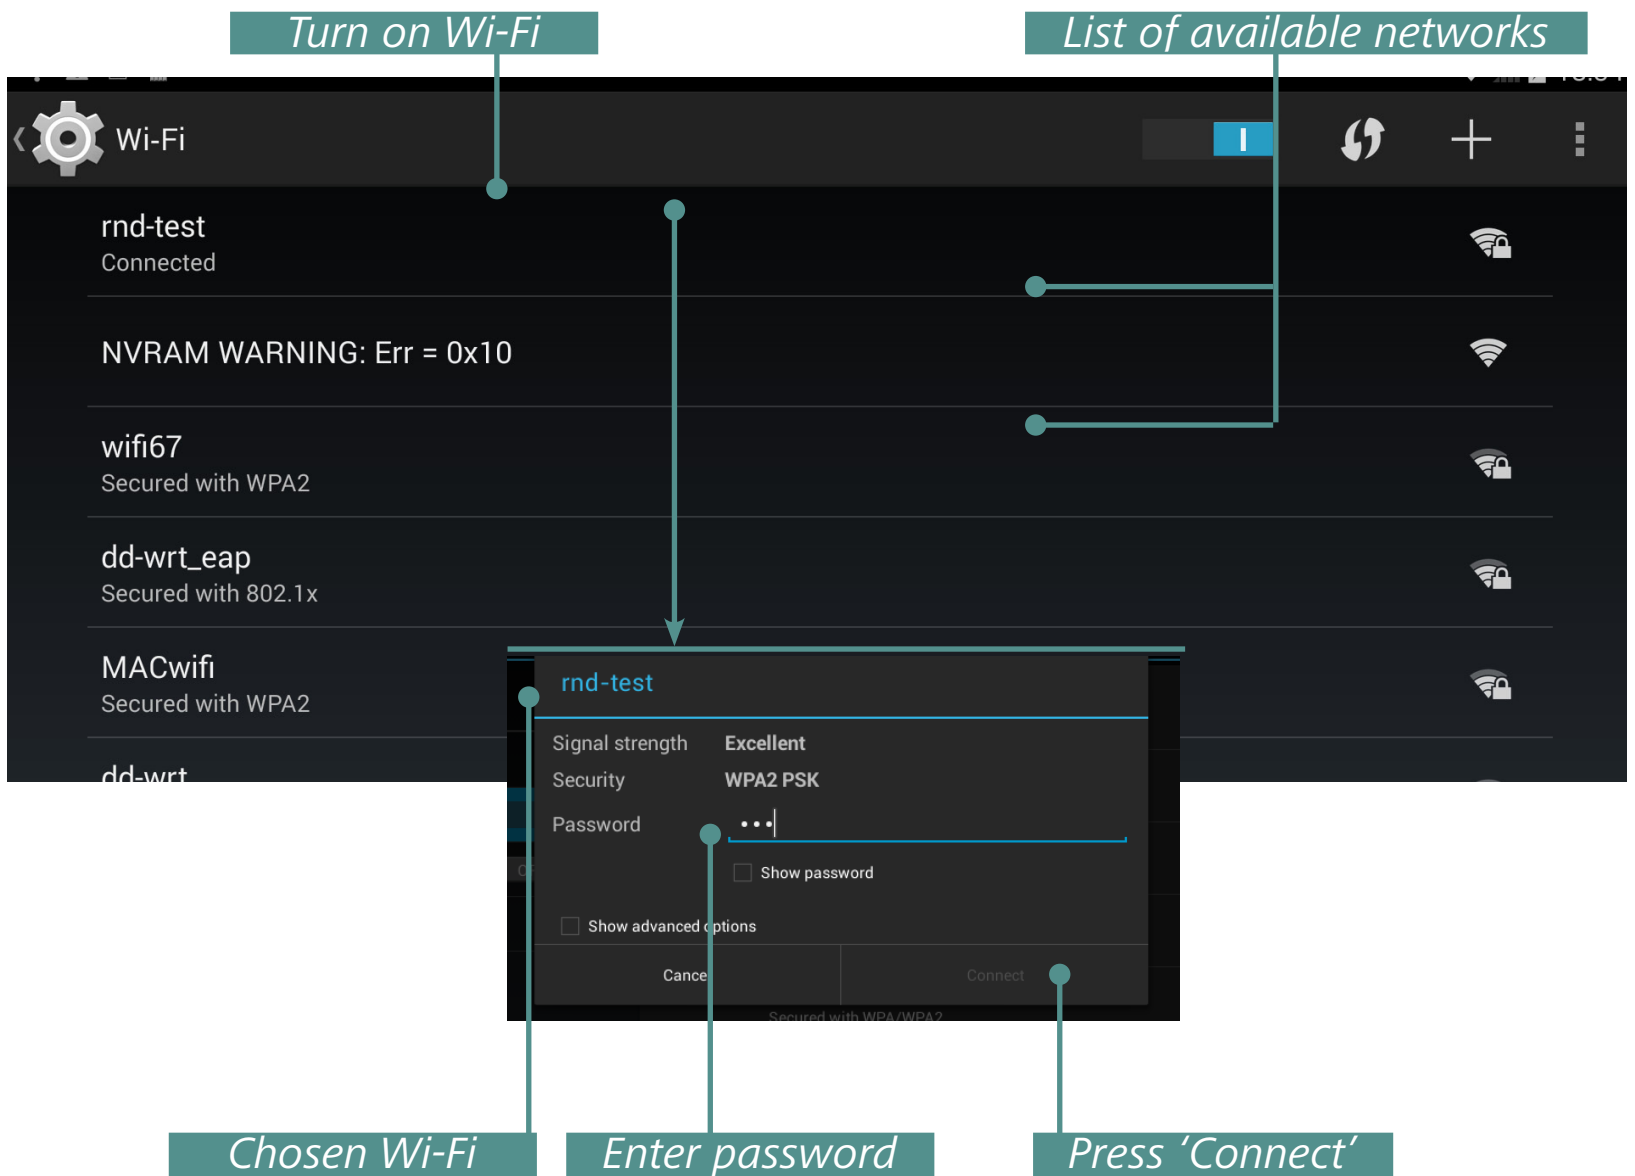 Turn on Wi-Fi
List of available networks
Wi-Fi
rnd-test
Connected
NVRAM WARNING: Err = 0x10
wifi67
Secured with WPA2
dd-wrt_eap
Secured with 802.1x
MACwifi
Secured with WPA2
dd-wrt
rnd-test
Signal strength Excellent
Security WPA2 PSK
Password •••
Show password
Show advanced options
Cancel Connect
Secured with WPA/WPA2
Chosen Wi-Fi
Enter password
Press ‘Connect’